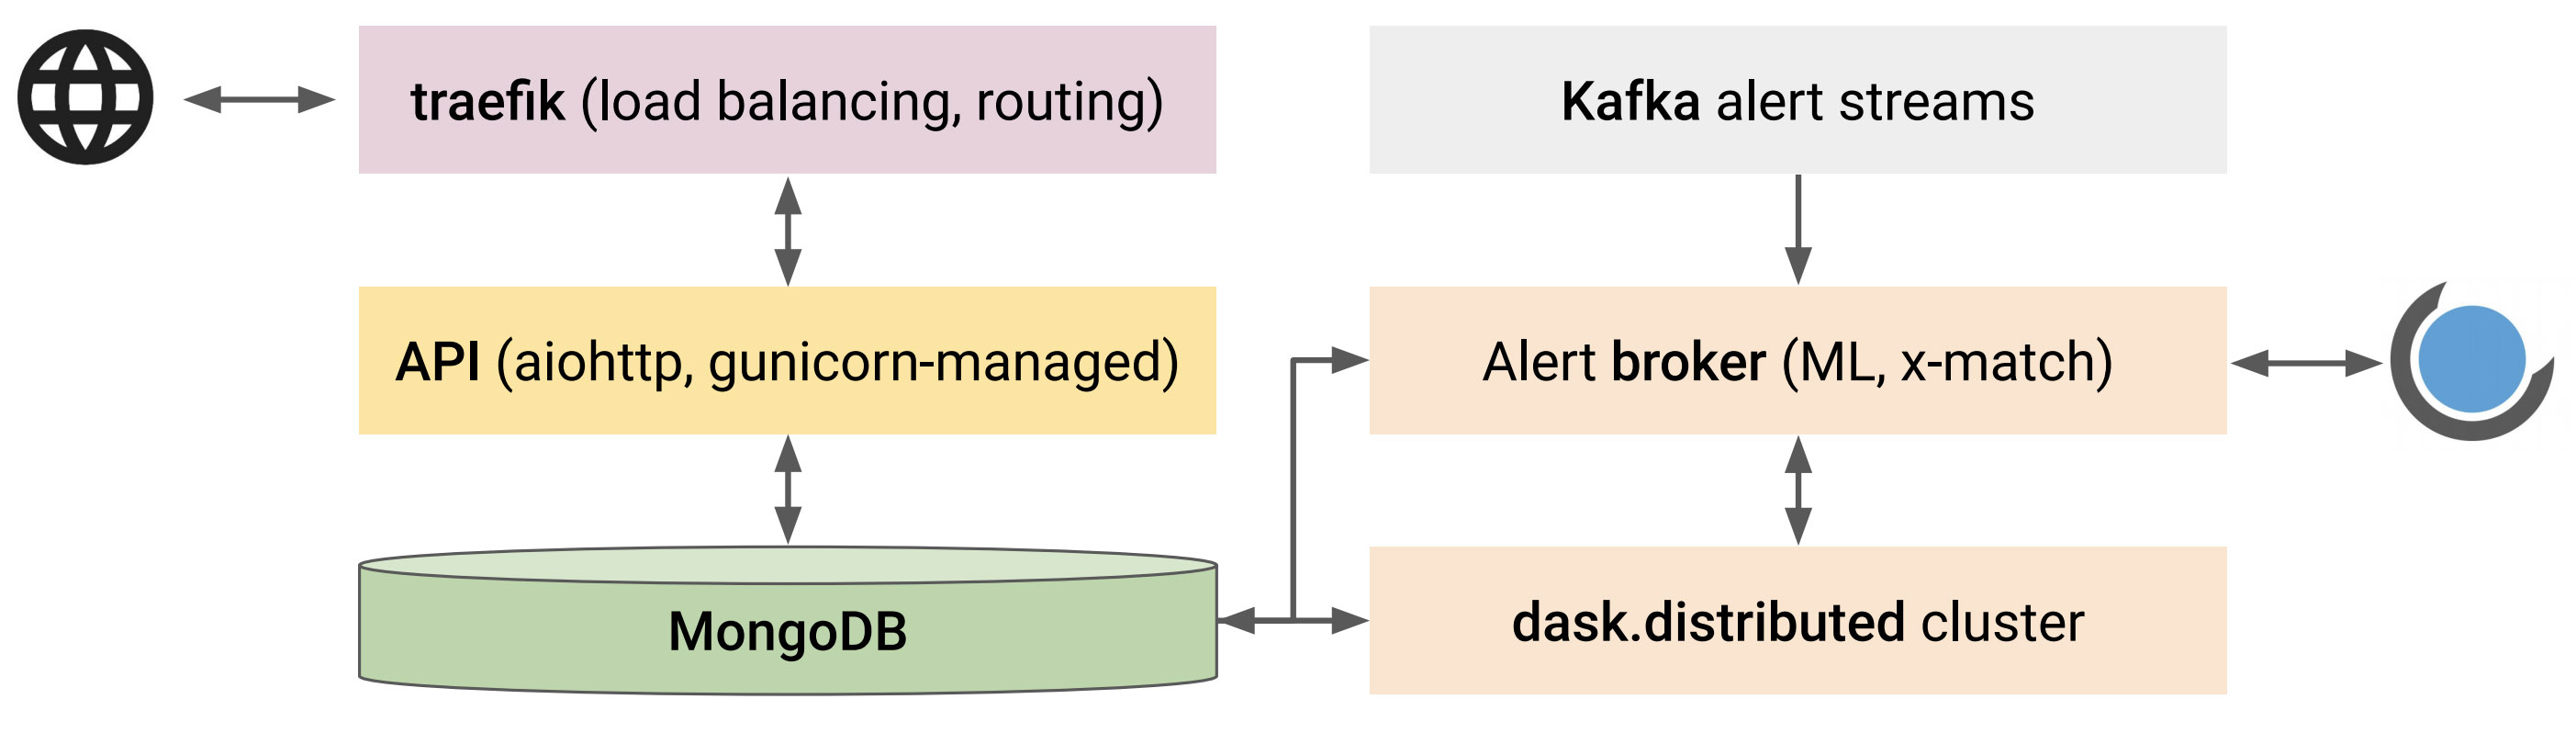 traefik (load balancing, routing)
Kafka alert streams
API (aiohttp, gunicorn-managed)
Alert broker (ML, x-match)
MongoDB
dask.distributed cluster